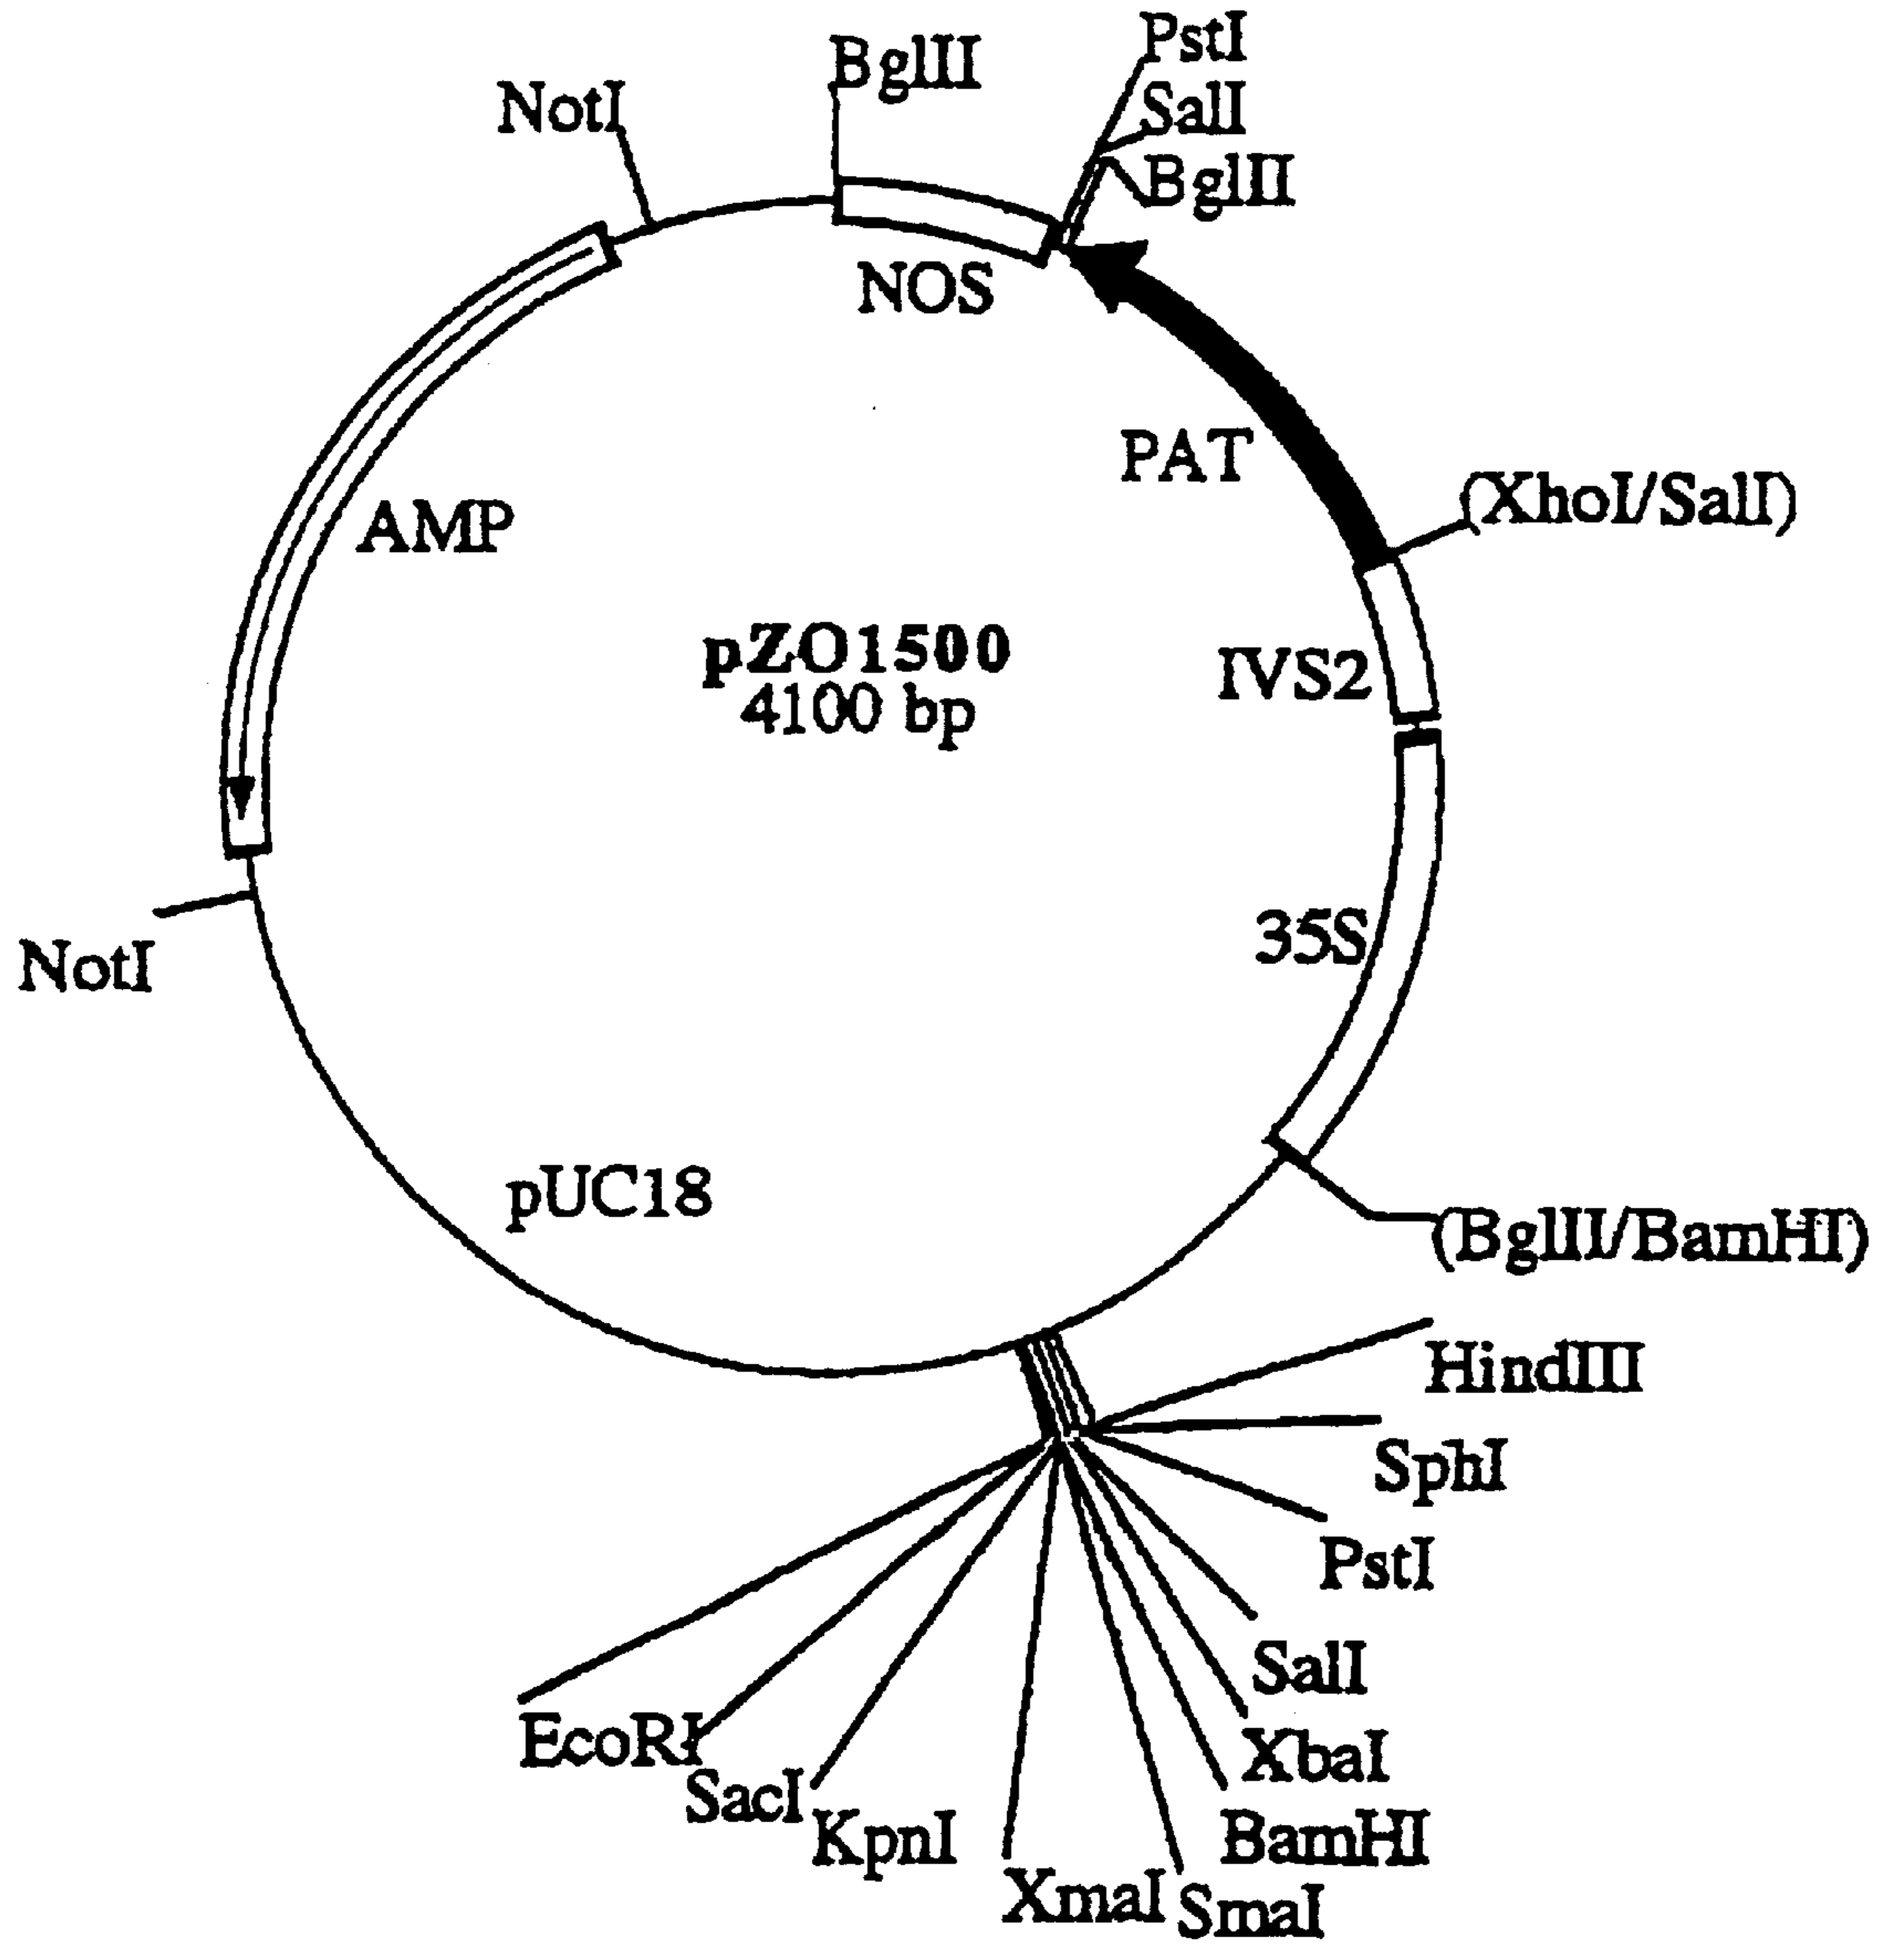 PstI
BglII
SalI
NotI
BglII
NOS
PAT
(XhoI/SalI)
AMP
pZO1500
IVS2
4100 bp
35S
NotI
pUC18
(BglII/BamHI)
HindIII
SphI
PstI
SalI
EcoRI
XbaI
SacI
KpnI
BamHI
XmaI
SmaI